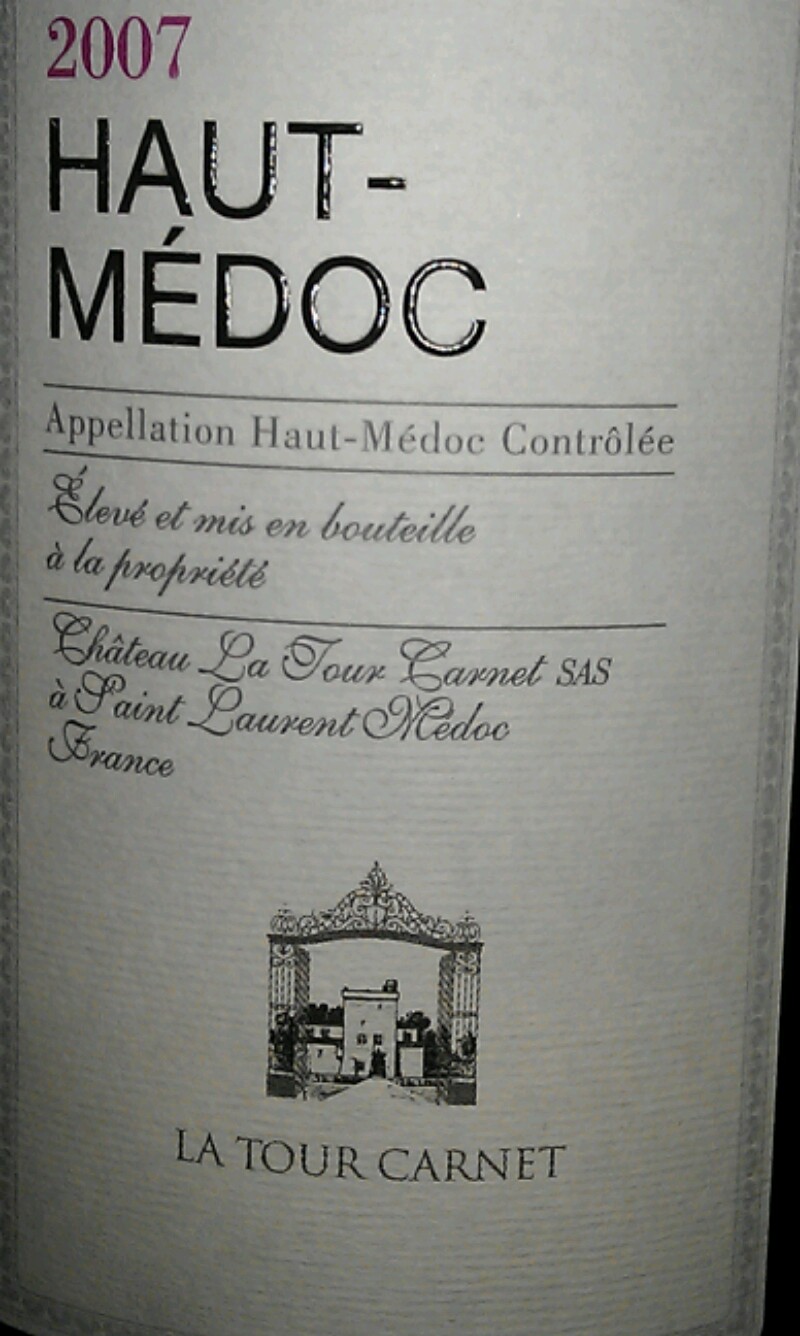 2007
HAUT-
MÉDOC
Appellation Haut-Médoc Contrôlée
Élevé et mis en bouteille
à la propriété
Château La Tour Carnet SAS
à Saint Laurent Médoc
France
LA TOUR CARNET